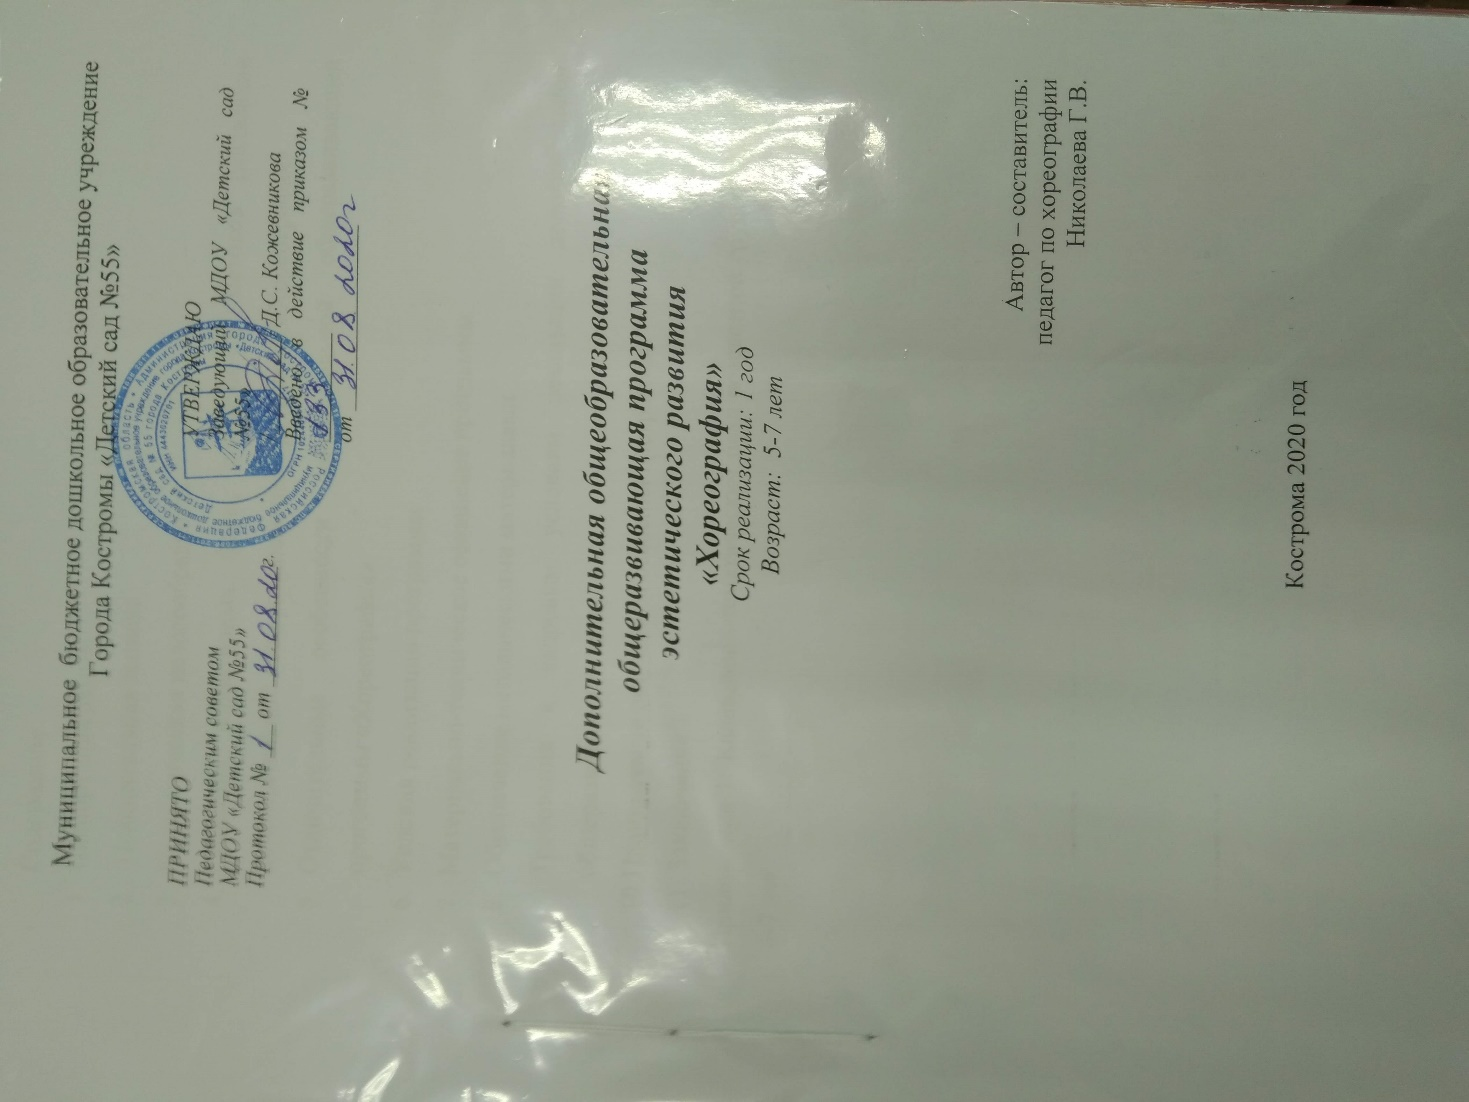 Муниципальное бюджетное дошкольное образовательное учреждение
Города Костромы «Детский сад №55»
ПРИНЯТО
Педагогическим советом
МДОУ «Детский сад №55»
Протокол № 1 от 31.08.20г.
УТВЕРЖДАЮ
Заведующий МДОУ «Детский сад
№55»
Д.С. Кожевникова
Введено в действие приказом №
от 31.08 2020г
Дополнительная общеобразовательная
общеразвивающая программа
эстетического развития
«Хореография»
Срок реализации: 1 год
Возраст: 5-7 лет
Автор – составитель:
педагог по хореографии
Николаева Г.В.
Кострома 2020 год